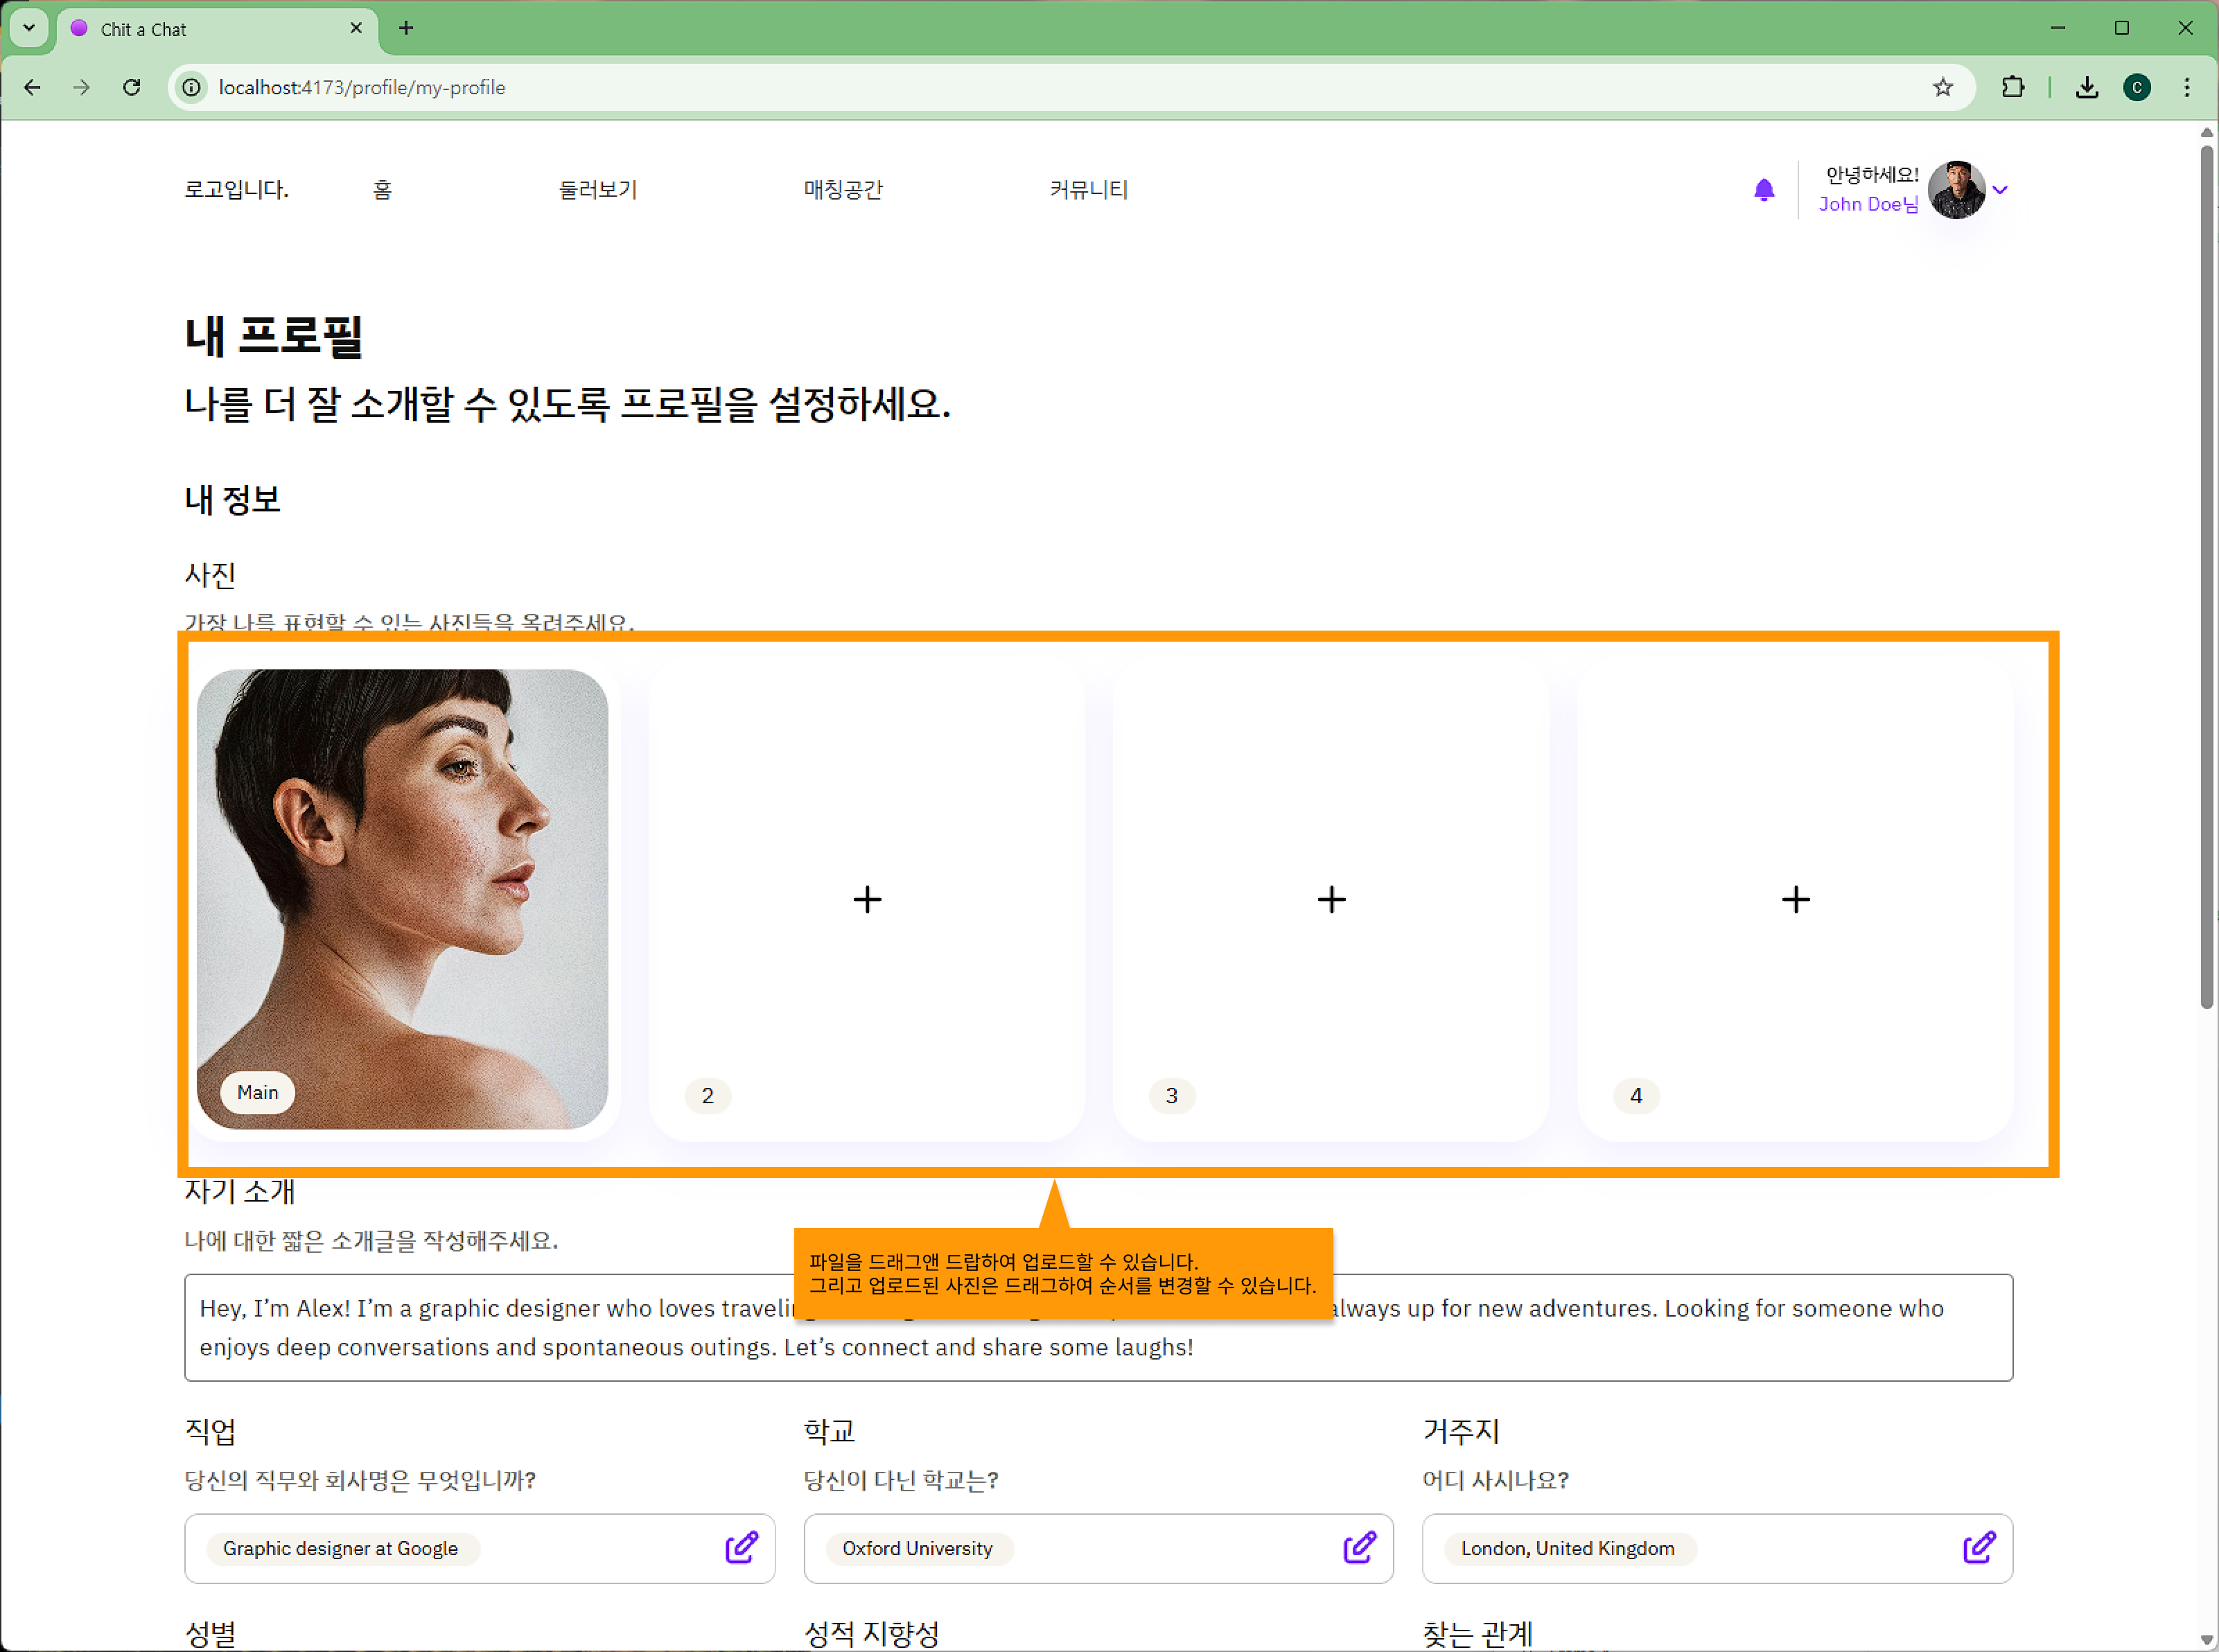 Chit a Chat
localhost:4173/profile/my-profile
C
로고입니다.
홈
둘러보기
매칭공간
커뮤니티
안녕하세요!
John Doe님
내 프로필
나를 더 잘 소개할 수 있도록 프로필을 설정하세요.
내 정보
사진
가장 나를 표현할 수 있는 사진들을 올려주세요.
Main
2
3
4
자기 소개
나에 대한 짧은 소개글을 작성해주세요.
파일을 드래그앤 드랍하여 업로드할 수 있습니다.
그리고 업로드된 사진은 드래그하여 순서를 변경할 수 있습니다.
Hey, I’m Alex! I’m a graphic designer who loves always up for new adventures. Looking for someone who
enjoys deep conversations and spontaneous outings. Let’s connect and share some laughs!
직업
학교
거주지
당신의 직무와 회사명은 무엇입니까?
당신이 다닌 학교는?
어디 사시나요?
Graphic designer at Google
Oxford University
London, United Kingdom
성별
성적 지향성
찾는 관계